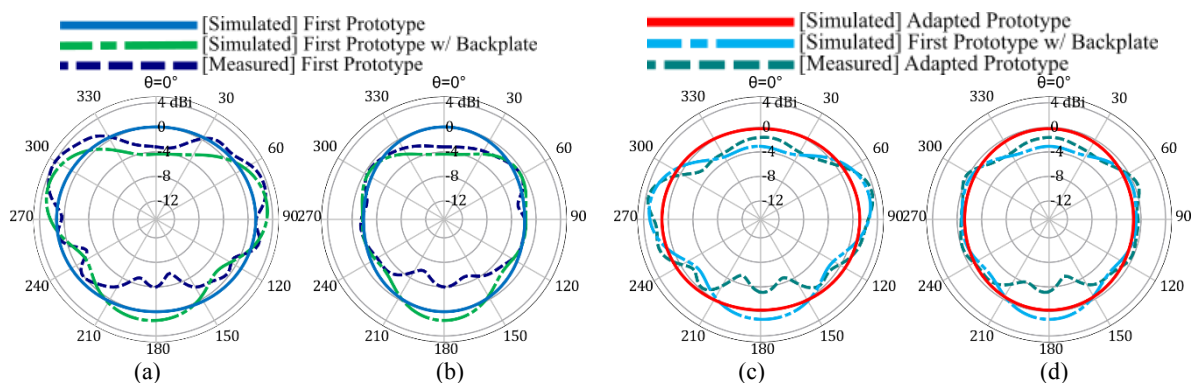 [Simulated] First Prototype
[Simulated] First Prototype w/ Backplate
[Measured] First Prototype
[Simulated] Adapted Prototype
[Simulated] First Prototype w/ Backplate
[Measured] Adapted Prototype
θ=0°
330 4 dBi 30
300 0 60
-4
-8
-12
270 90
240 120
210 150
180
(a)
θ=0°
330 4 dBi 30
300 0 60
-4
-8
-12
270 90
240 120
210 150
180
(b)
θ=0°
330 4 dBi 30
300 0 60
-4
-8
-12
270 90
240 120
210 150
180
(c)
θ=0°
330 4 dBi 30
300 0 60
-4
-8
-12
270 90
240 120
210 150
180
(d)